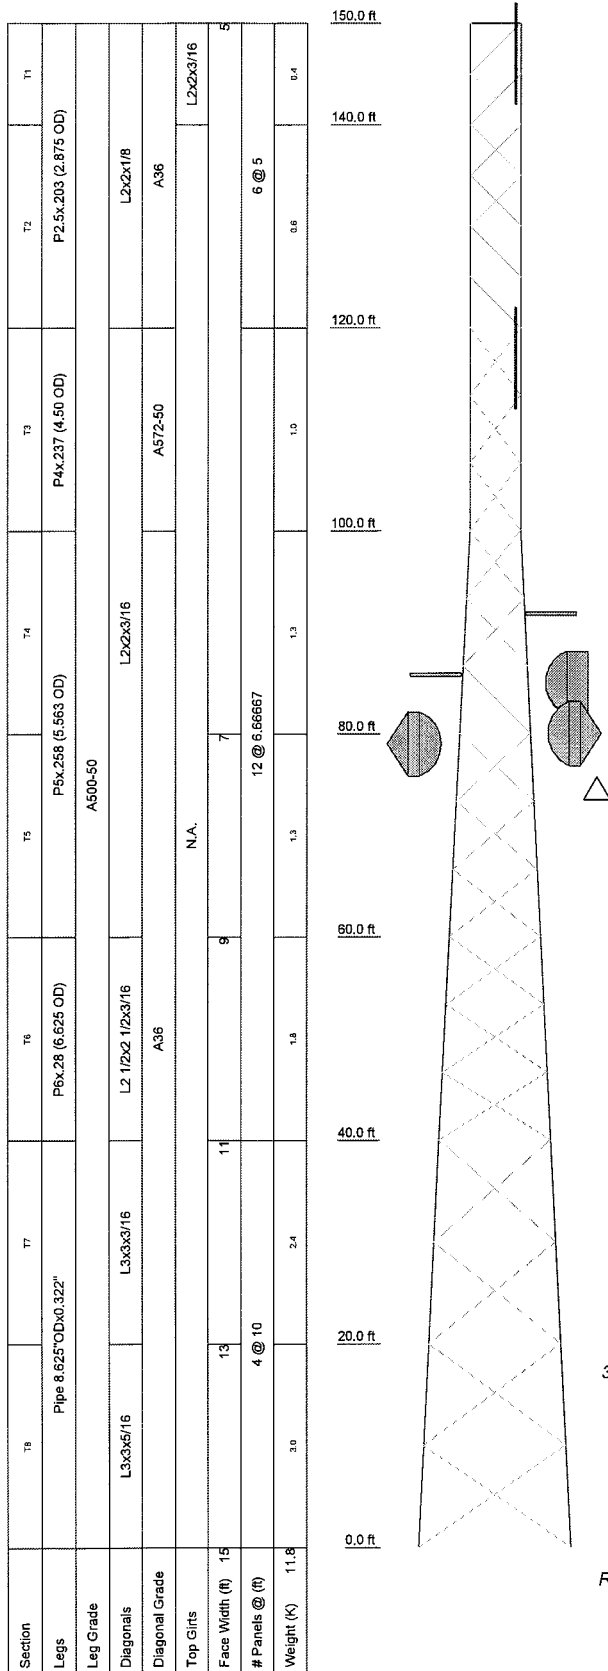 Section T8 T7 T6 T5 T4 T3 T2 T1
Legs Pipe 8.625"ODx0.322" P6x.28 (6.625 OD) P5x.258 (5.563 OD) P4x.237 (4.50 OD) P2.5x.203 (2.875 OD)
Leg Grade A500-50
Diagonals L3x3x5/16 L3x3x3/16 L2 1/2x2 1/2x3/16 L2x2x3/16 L2x2x1/8
Diagonal Grade A36 A572-50 A36
Top Girts N.A. L2x2x3/16
Face Width (ft) 15 13 11 9 7 5
# Panels @ (ft) 4 @ 10 12 @ 6.66667 6 @ 5
Weight (K) 11.8 3.0 2.4 1.8 1.3 1.3 1.0 0.6 0.4
150.0 ft
140.0 ft
120.0 ft
100.0 ft
80.0 ft
60.0 ft
40.0 ft
20.0 ft
3
0.0 ft
R